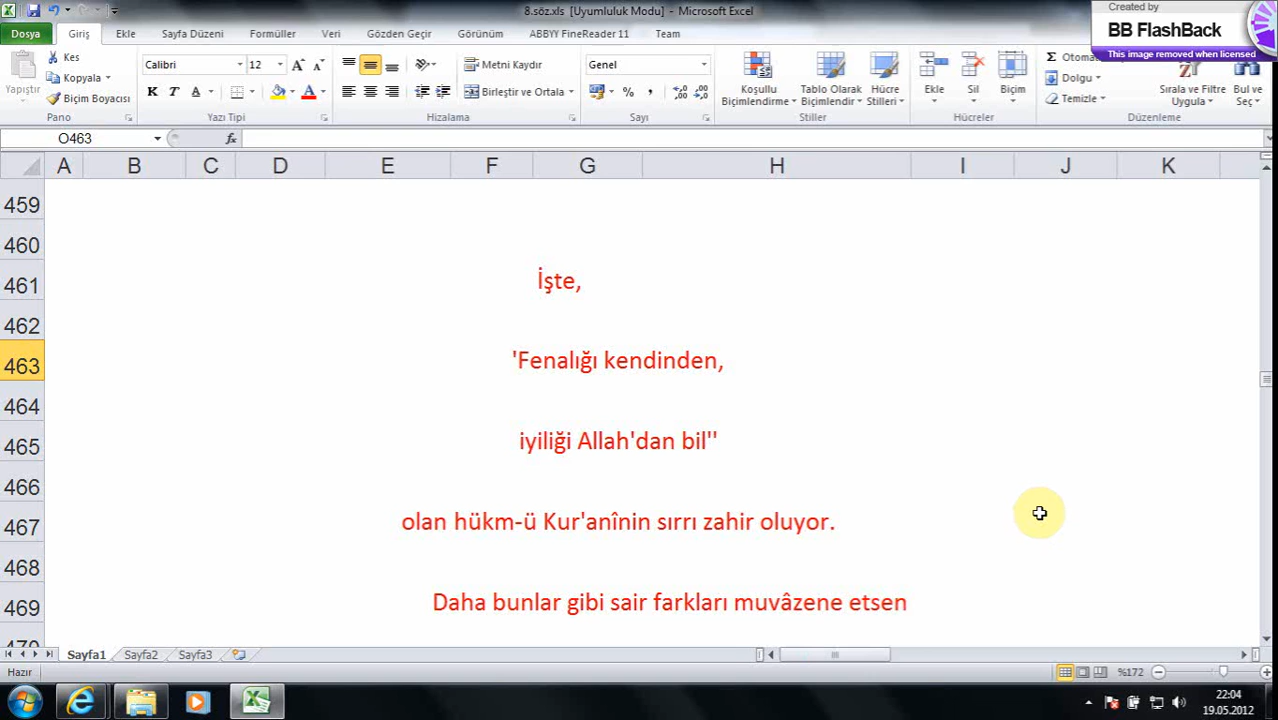 8.söz.xls [Uyumluluk Modu] - Microsoft Excel
Created by
BB FlashBack
This image removed when licensed
Dosya Giriş Ekle Sayfa Düzeni Formüller Veri Gözden Geçir Görünüm ABBYY FineReader 11 Team
Yapıştır
Kes
Kopyala
Biçim Boyacısı
Pano
Calibri 12
K T A
Yazı Tipi
Metni Kaydır
Birleştir ve Ortala
Hizalama
Genel
% ,
Sayı
Koşullu Biçimlendirme
Tablo Olarak Biçimlendir
Hücre Stilleri
Stiller
Ekle Sil Biçim
Hücreler
Σ Otoma
Dolgu
Temizle
Sırala ve Filtre Uygula
Bul ve Seç
Düzenleme
O463 fx
A B C D E F G H I J K
459
460
461 İşte,
462
463 'Fenalığı kendinden,
464
465 iyiliği Allah'dan bil''
466
467 olan hükm-ü Kur'anînin sırrı zahir oluyor.
468
469 Daha bunlar gibi sair farkları muvâzene etsen
470
Sayfa1 Sayfa2 Sayfa3
Hazır %172
22:04
19.05.2012